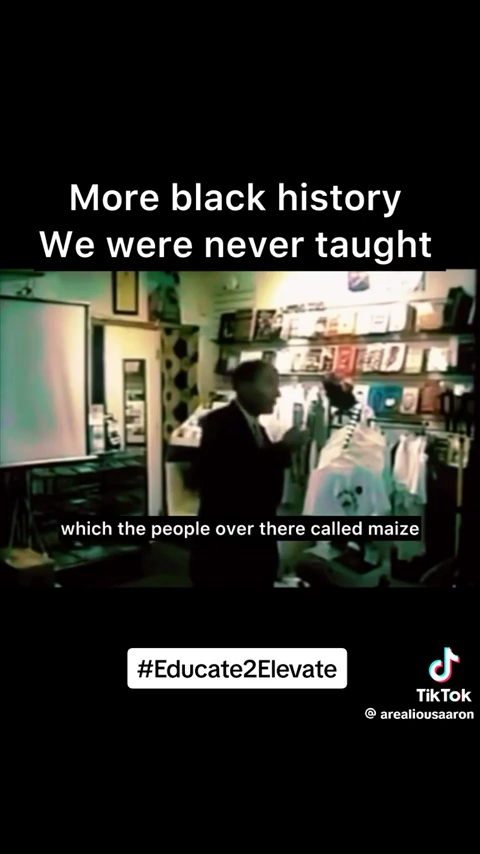 More black history
We were never taught
which the people over there called maize
#Educate2Elevate
TikTok
@ arealiousaaron